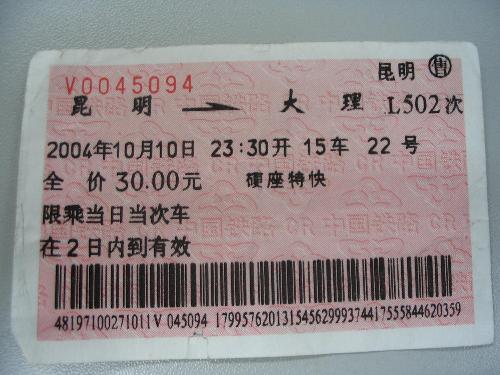 V0045094 昆明 售
昆明 → 大理 L502次
2004年10月10日 23:30开 15车 22号
全 价 30.00元 硬座特快
限乘当日当次车
在2日内到有效
48197100271011V 045094 17995762013154562999374417555844620359